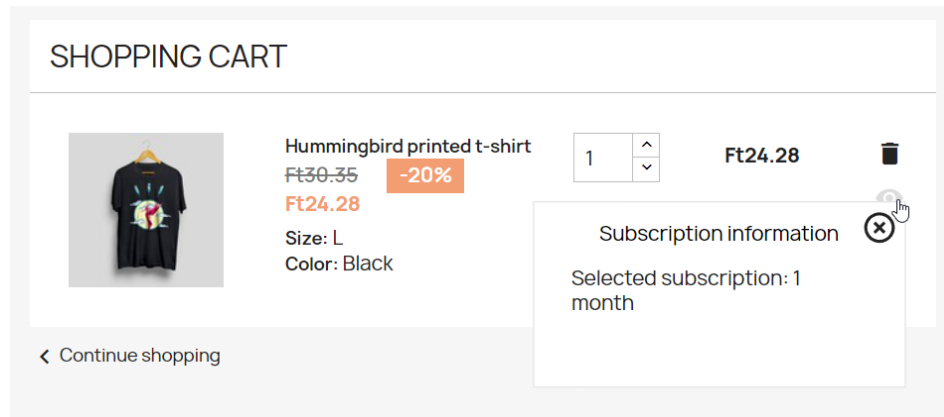 SHOPPING CART
Hummingbird printed t-shirt
Ft30.35 -20%
Ft24.28
Size: L
Color: Black
1
Ft24.28
Subscription information
Selected subscription: 1
month
Continue shopping